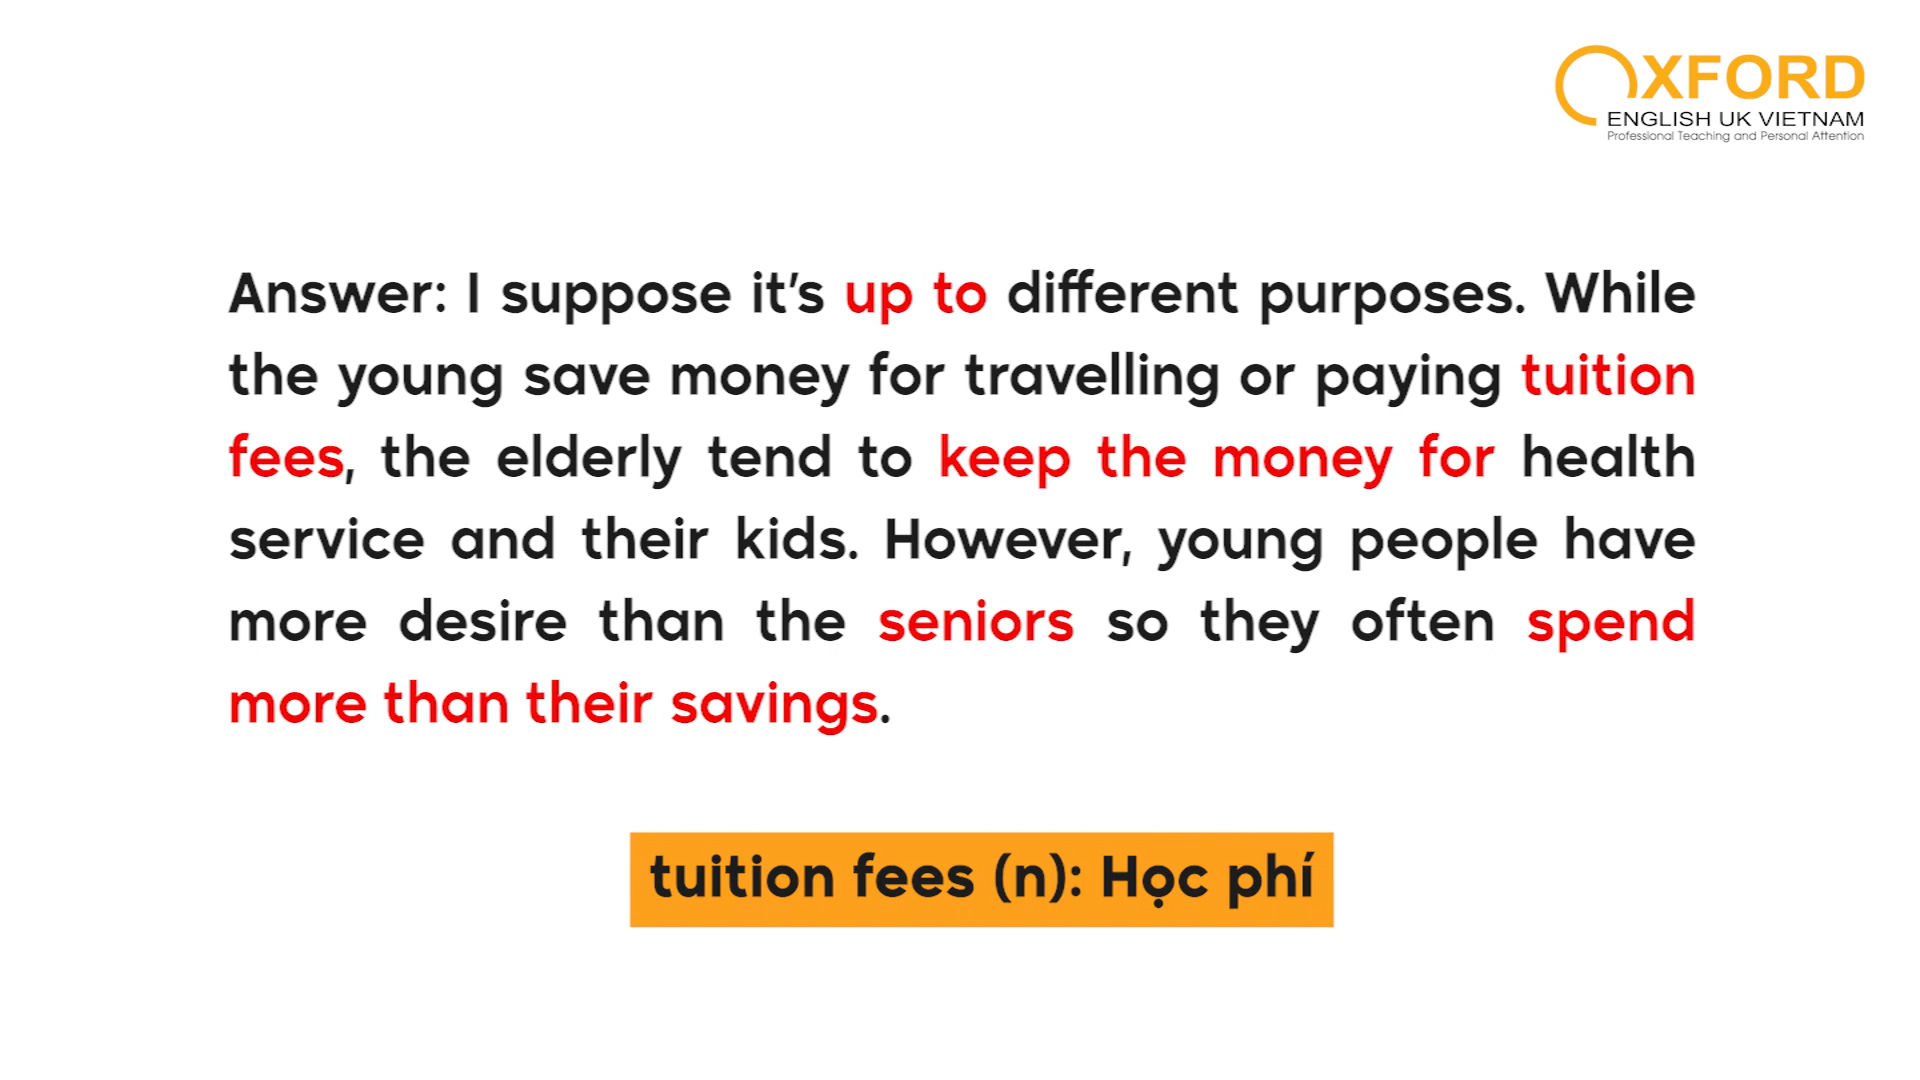 OXFORD
ENGLISH UK VIETNAM
Professional Teaching and Personal Attention
Answer: I suppose it’s up to different purposes. While
the young save money for travelling or paying tuition
fees, the elderly tend to keep the money for health
service and their kids. However, young people have
more desire than the seniors so they often spend
more than their savings.
tuition fees (n): Học phí